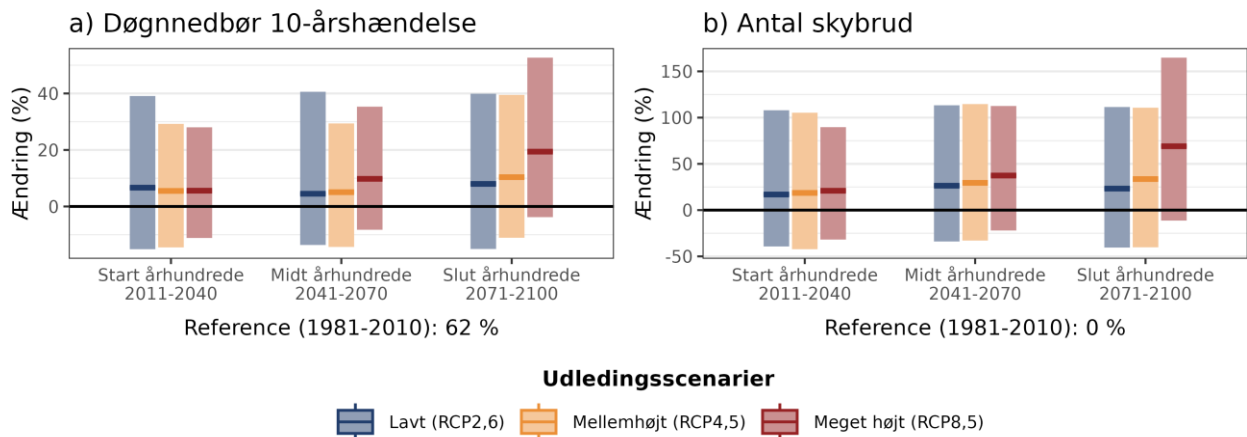 a) Døgnnedbør 10-årshændelse
Ændring (%)
40
20
0
Start århundrede
2011-2040
Midt århundrede
2041-2070
Slut århundrede
2071-2100
Reference (1981-2010): 62 %
b) Antal skybrud
Ændring (%)
150
100
50
0
-50
Start århundrede
2011-2040
Midt århundrede
2041-2070
Slut århundrede
2071-2100
Reference (1981-2010): 0 %
Udledingsscenarier
Lavt (RCP2,6)
Mellemhøjt (RCP4,5)
Meget højt (RCP8,5)